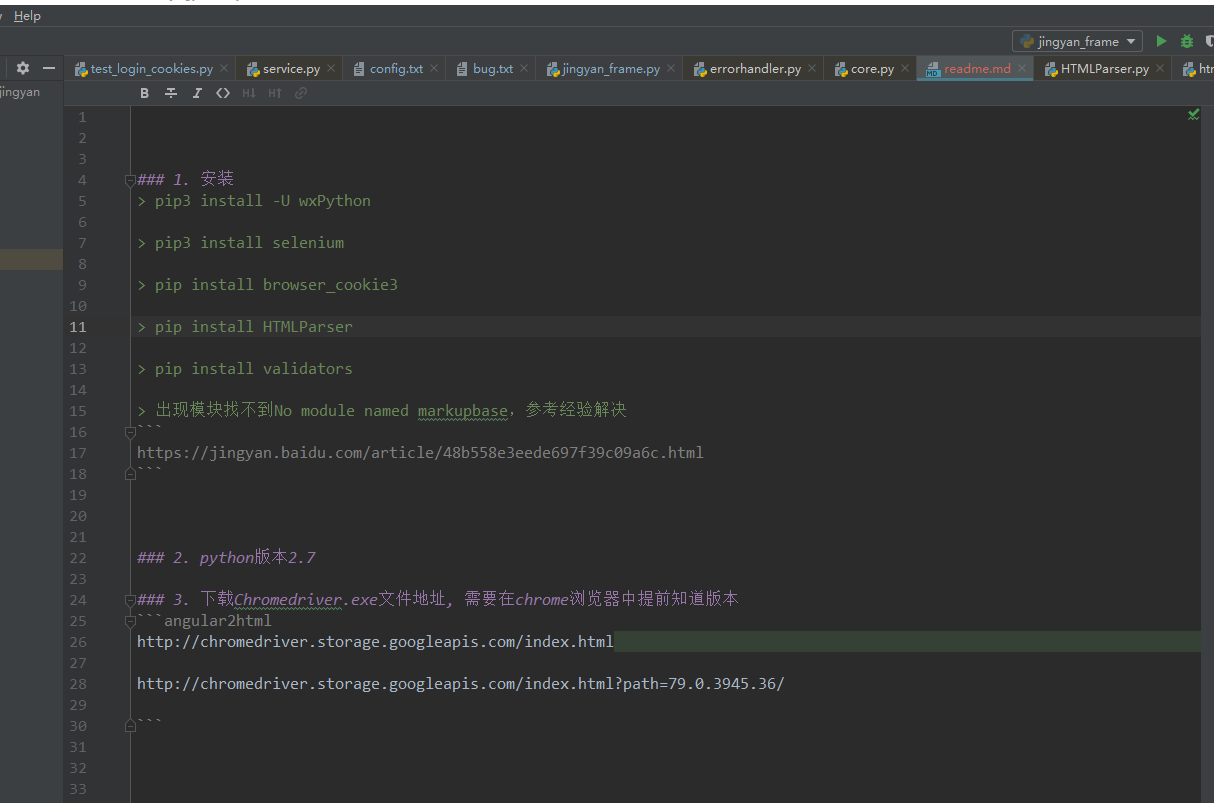 Help
jingyan_frame
test_login_cookies.py service.py config.txt bug.txt jingyan_frame.py errorhandler.py core.py readme.md HTMLParser.py
jingyan
B I <> H↓ H↑
1
2
3
4 ### 1. 安装
5 > pip3 install -U wxPython
6
7 > pip3 install selenium
8
9 > pip install browser_cookie3
10
11 > pip install HTMLParser
12
13 > pip install validators
14
15 > 出现模块找不到No module named markupbase，参考经验解决
16 ```
17 https://jingyan.baidu.com/article/48b558e3eede697f39c09a6c.html
18 ```
19
20
21
22 ### 2. python版本2.7
23
24 ### 3. 下载Chromedriver.exe文件地址, 需要在chrome浏览器中提前知道版本
25 ```angular2html
26 http://chromedriver.storage.googleapis.com/index.html
27
28 http://chromedriver.storage.googleapis.com/index.html?path=79.0.3945.36/
29
30 ```
31
32
33